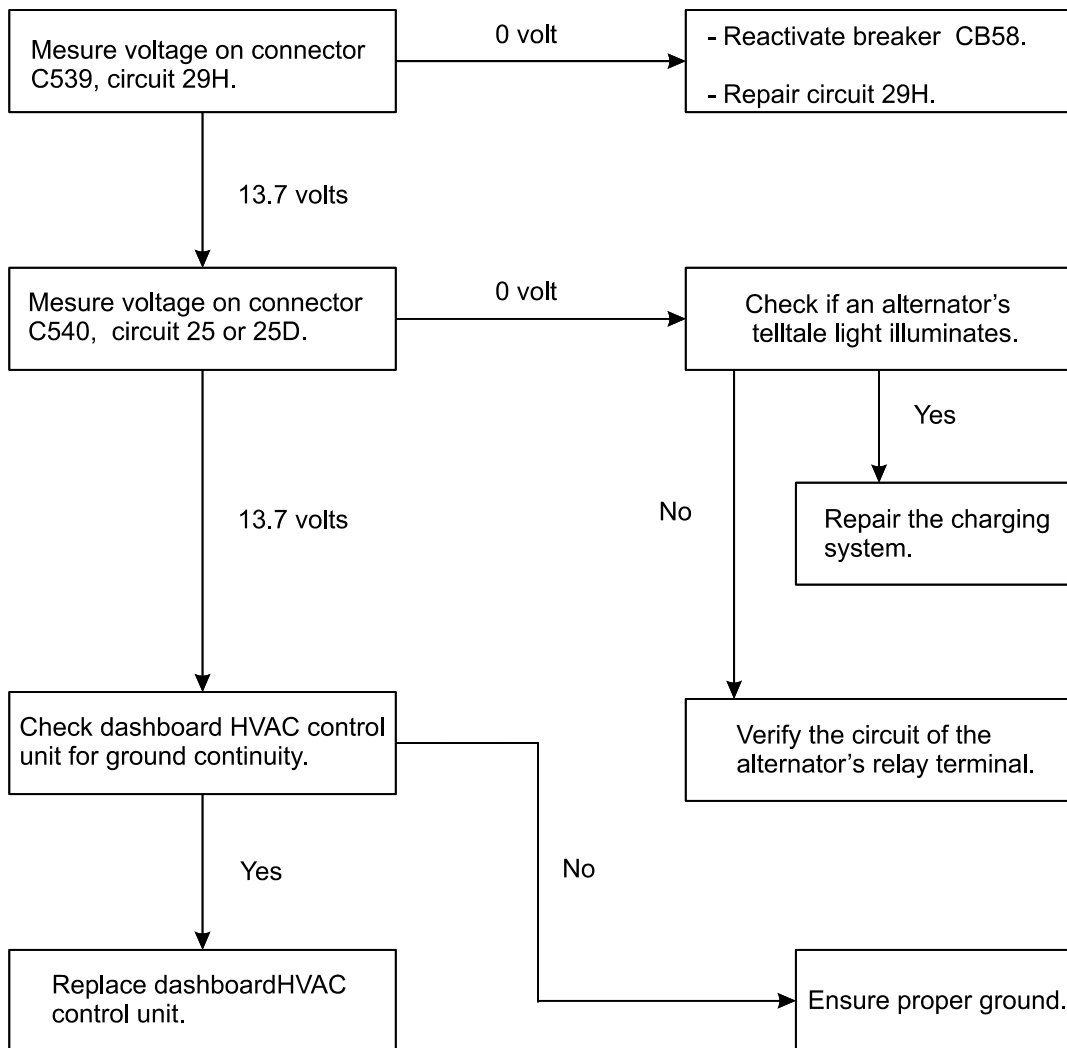 Mesure voltage on connector
C539, circuit 29H.
0 volt
- Reactivate breaker CB58.
- Repair circuit 29H.
13.7 volts
Mesure voltage on connector
C540, circuit 25 or 25D.
0 volt
Check if an alternator's
telltale light illuminates.
Yes
No
13.7 volts
Repair the charging
system.
Check dashboard HVAC control
unit for ground continuity.
Verify the circuit of the
alternator's relay terminal.
Yes
No
Replace dashboardHVAC
control unit.
Ensure proper ground.